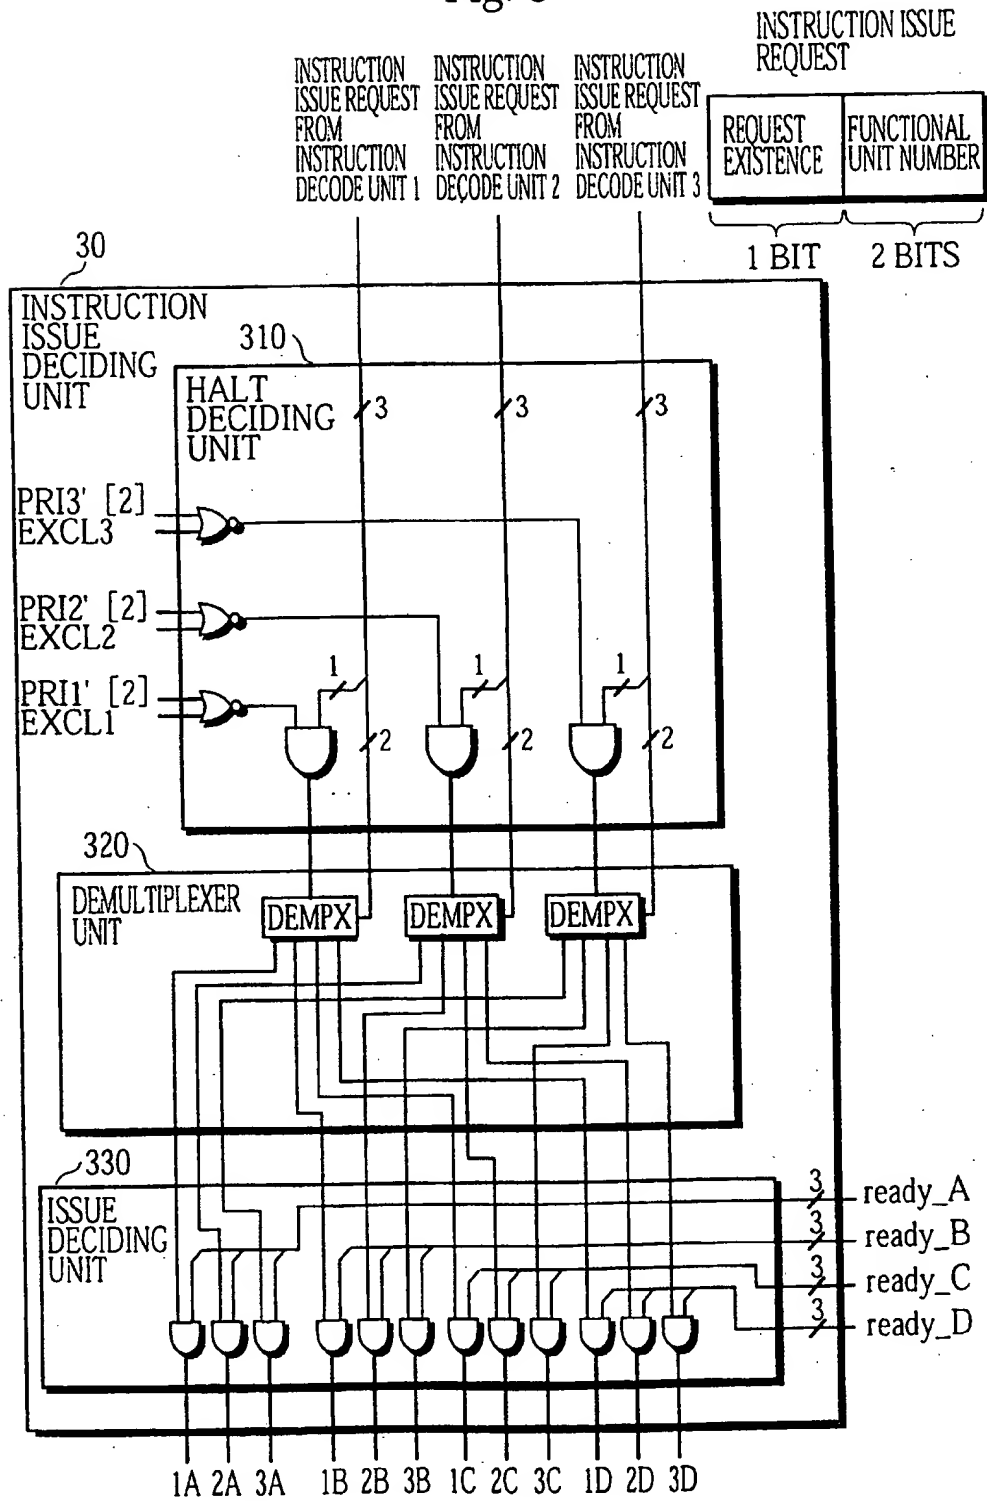 INSTRUCTION ISSUE
REQUEST
INSTRUCTION
ISSUE REQUEST
FROM
INSTRUCTION
DECODE UNIT 1
INSTRUCTION
ISSUE REQUEST
FROM
INSTRUCTION
DECODE UNIT 2
INSTRUCTION
ISSUE REQUEST
FROM
INSTRUCTION
DECODE UNIT 3
REQUEST
EXISTENCE
FUNCTIONAL
UNIT NUMBER
1 BIT
2 BITS
30
INSTRUCTION
ISSUE
DECIDING
UNIT
310
HALT
DECIDING
UNIT
3
3
3
PRI3' [2]
EXCL3
PRI2' [2]
EXCL2
PRI1' [2]
EXCL1
1
1
1
2
2
2
320
DEMULTIPLEXER
UNIT
DEMPX
DEMPX
DEMPX
330
ISSUE
DECIDING
UNIT
3
ready_A
3
ready_B
3
ready_C
3
ready_D
1A 2A 3A 1B 2B 3B 1C 2C 3C 1D 2D 3D